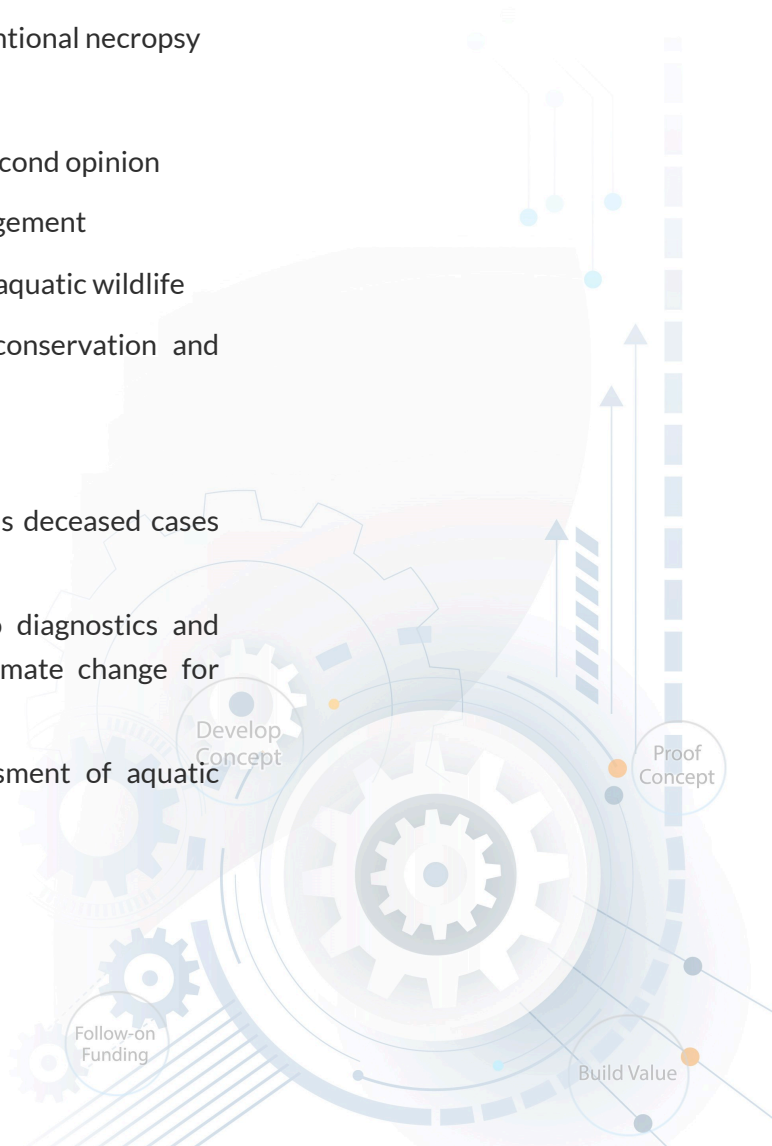 ntional necropsy
cond opinion
gement
aquatic wildlife
conservation and
s deceased cases
diagnostics and
mate change for
sment of aquatic
Develop
Concept
Proof
Concept
Follow-on
Funding
Build Value